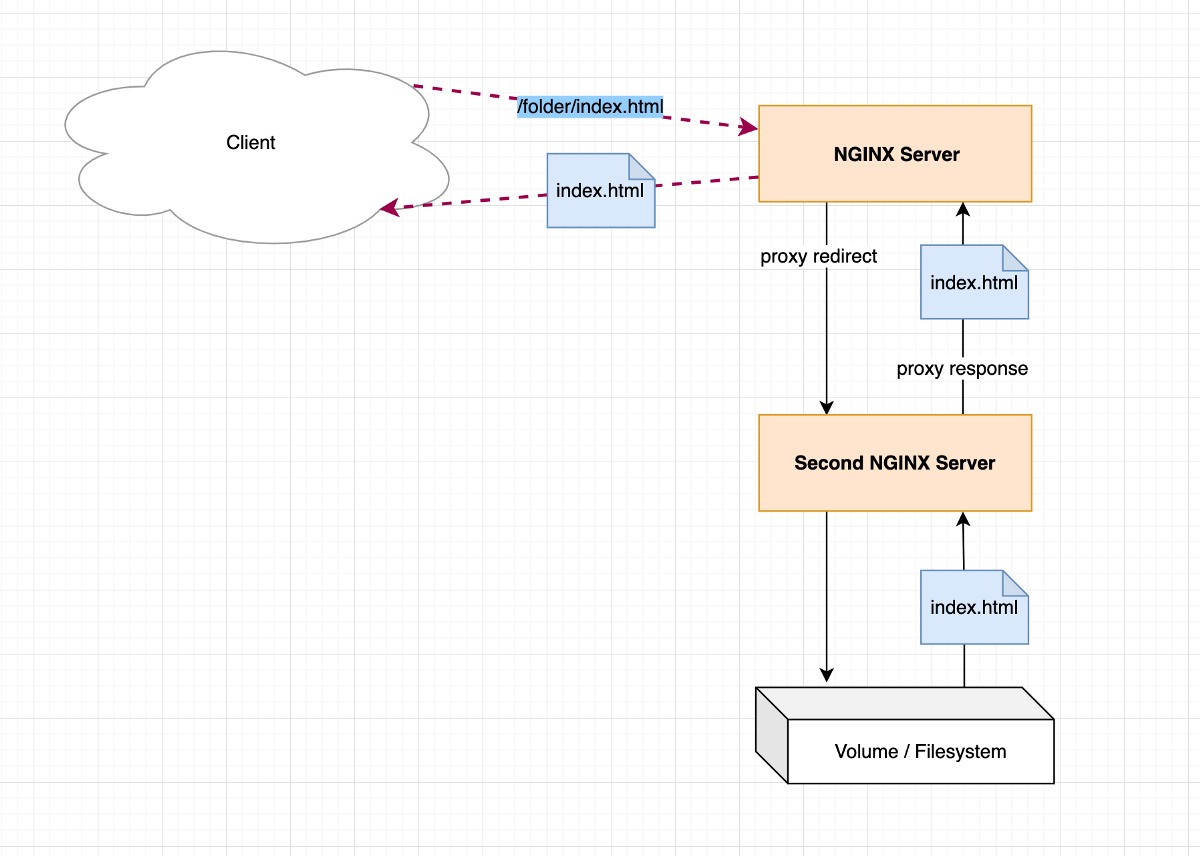 /folder/index.html
Client
NGINX Server
index.html
proxy redirect
index.html
proxy response
Second NGINX Server
index.html
Volume / Filesystem